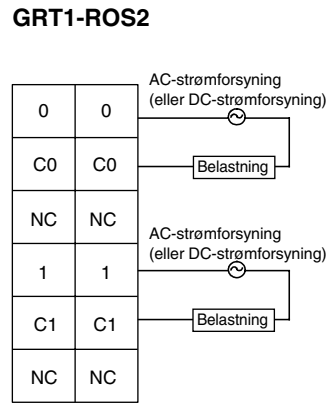 GRT1-ROS2
AC-strømforsyning
(eller DC-strømforsyning)
0 0
C0 C0 Belastning
NC NC
AC-strømforsyning
(eller DC-strømforsyning)
1 1
C1 C1 Belastning
NC NC